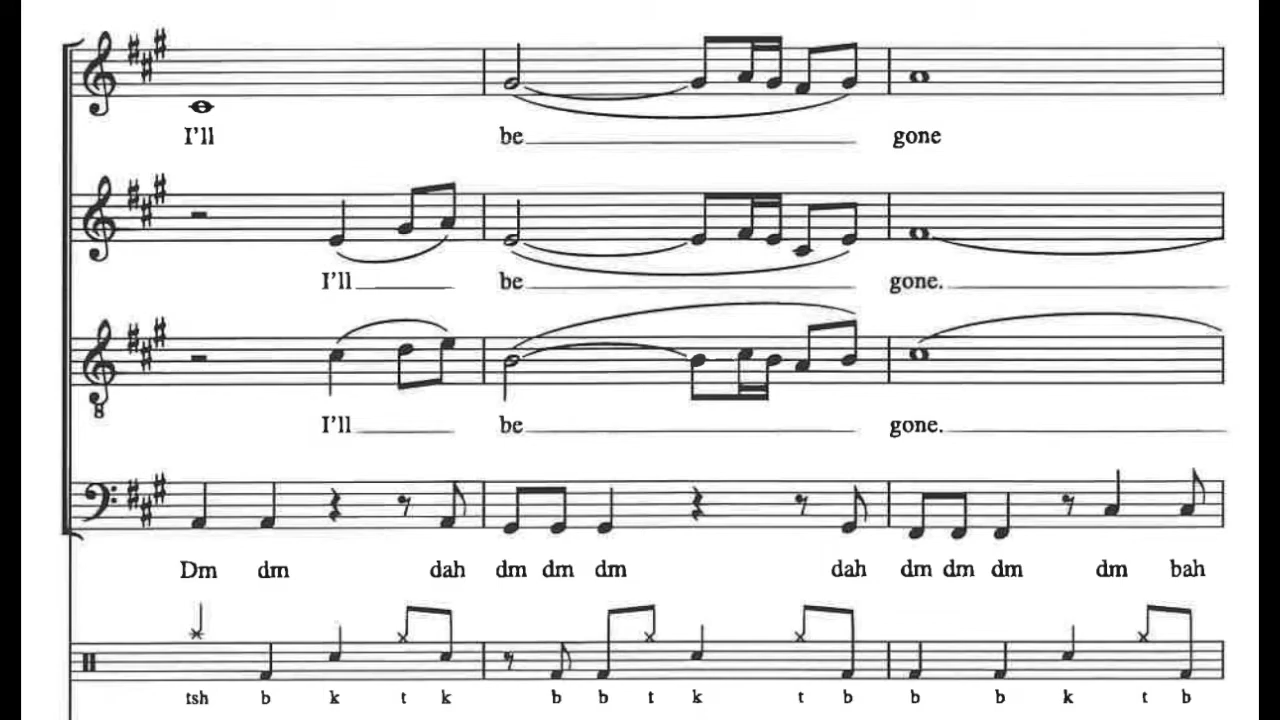 I'll be gone
I'll be gone.
8
I'll be gone.
Dm dm dah dm dm dm dah dm dm dm dm bah
tsh b k t k b b t k t b b b k t b